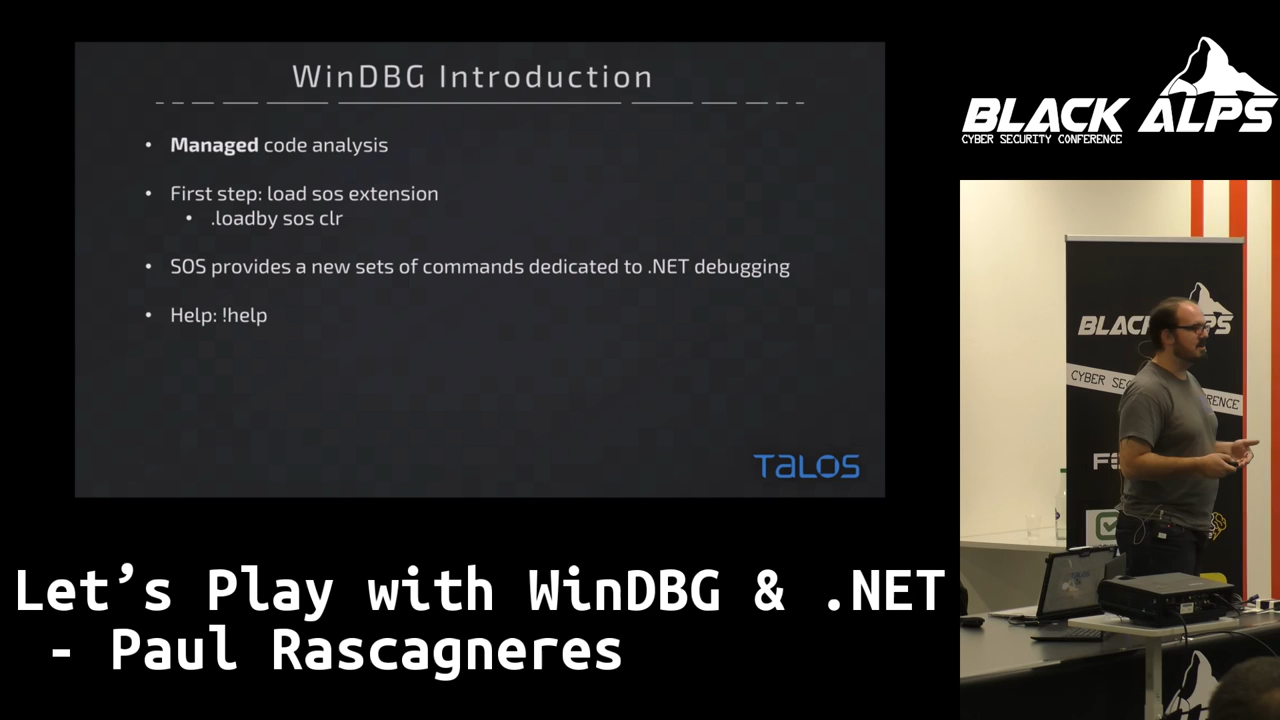 WinDBG Introduction
• Managed code analysis
• First step: load sos extension
• .loadby sos clr
• SOS provides a new sets of commands dedicated to .NET debugging
• Help: !help
TALOS
Let’s Play with WinDBG & .NET
- Paul Rascagneres
BLACK ALPS
CYBER SECURITY CONFERENCE